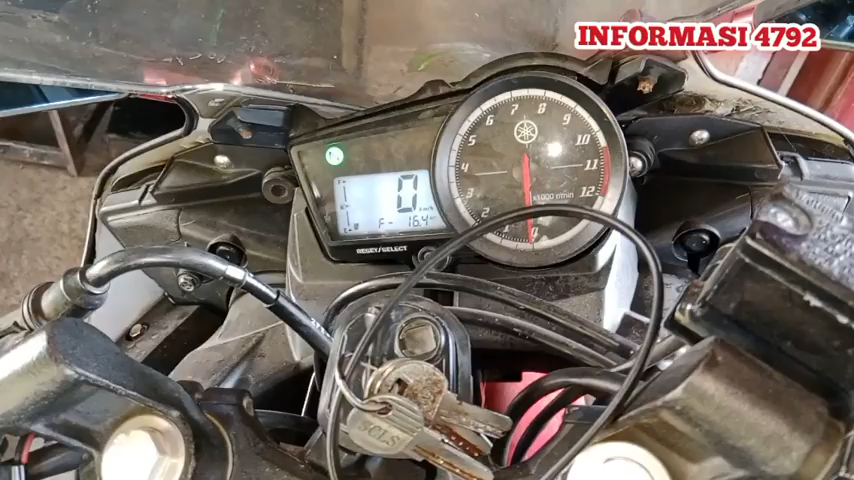 INFORMASI 4792
7 8
6 9
5 10
4 11
3 12
2
x1000 r/min
0
km/h
F- 16.4
RESET/SELECT